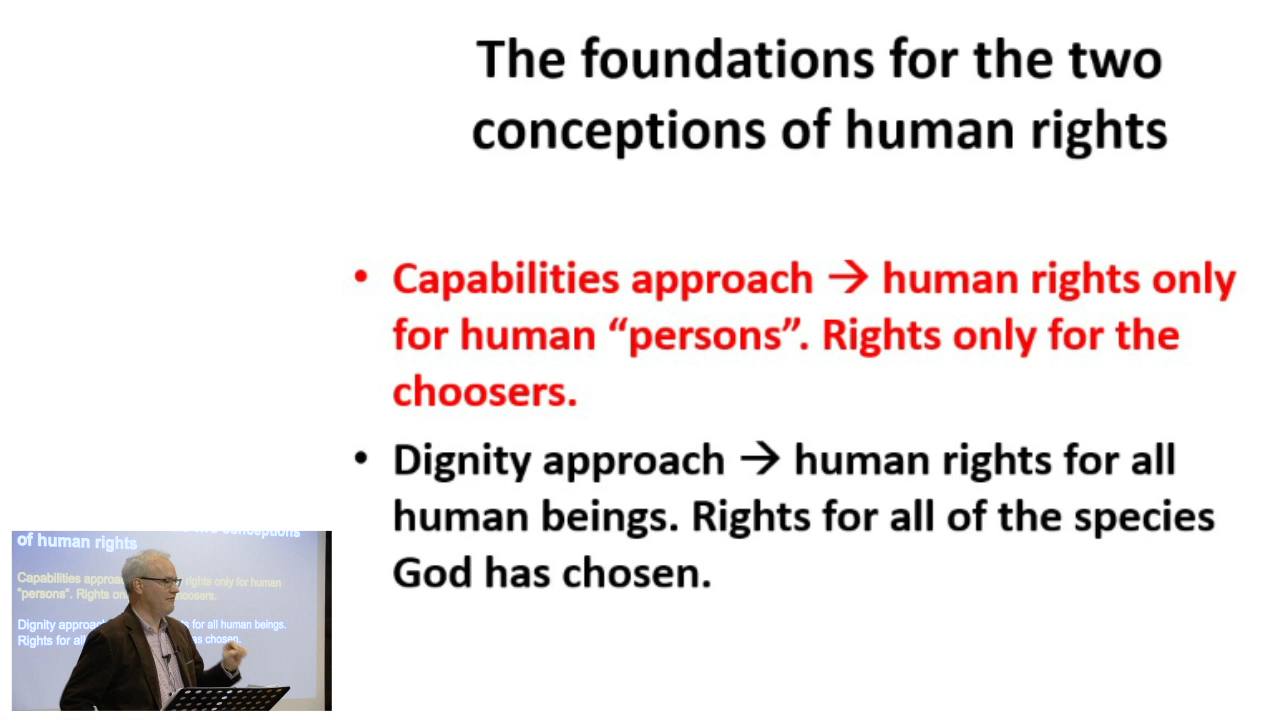 The foundations for the two
conceptions of human rights
• Capabilities approach → human rights only
for human “persons”. Rights only for the
choosers.
• Dignity approach → human rights for all
human beings. Rights for all of the species
God has chosen.
conceptions
of human rights
Capabilities approa rights only for human
"persons". Rights on
Dignity approac for all human beings.
Rights for all as chosen.